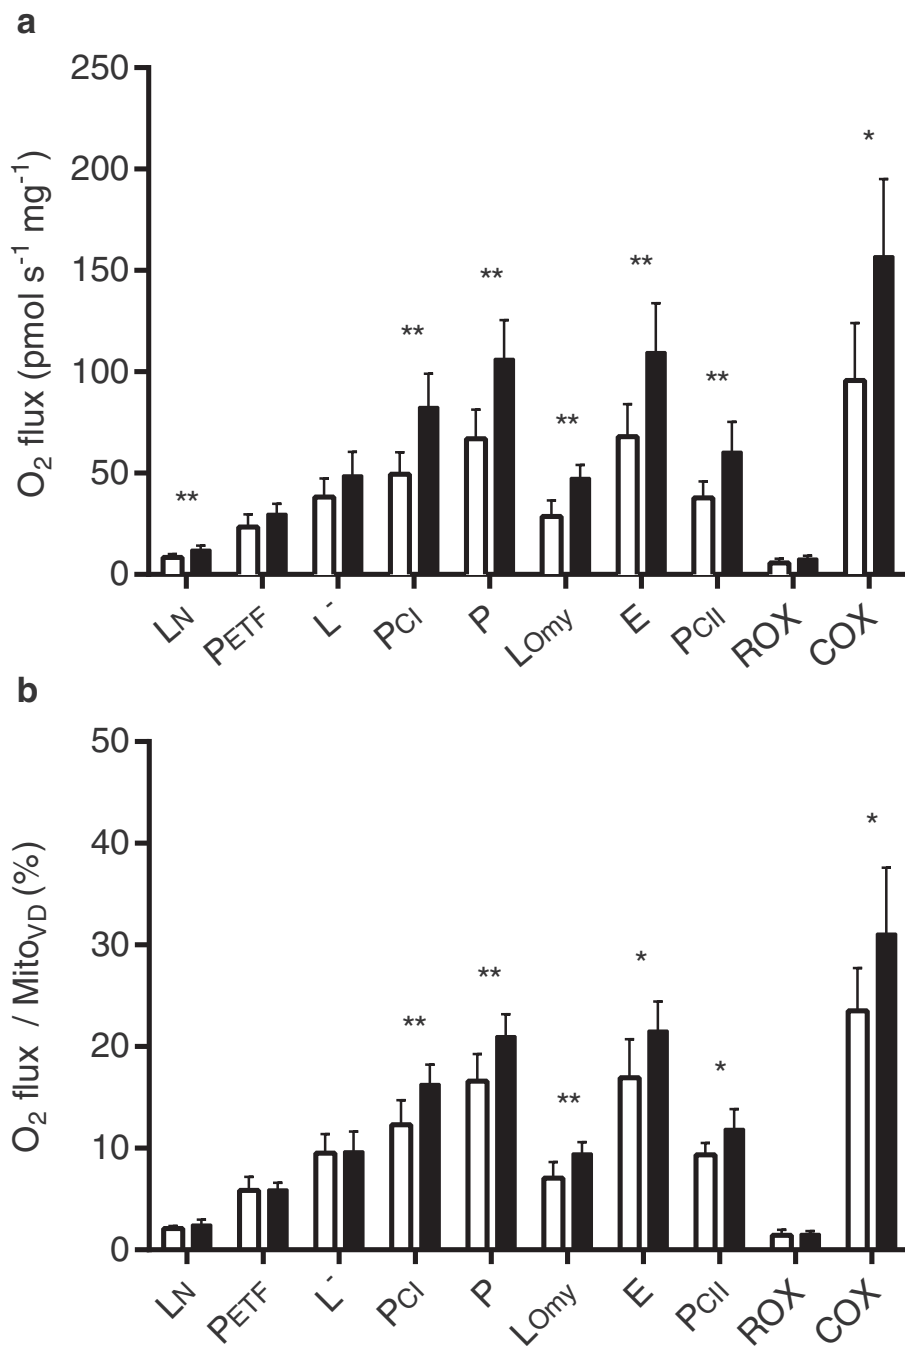 a
O2 flux (pmol s-1 mg-1)
250
200
150
100
50
0
**
**
**
**
**
**
*
LN
PETF
L-
PCI
P
LOmy
E
PCII
ROX
COX
b
O2 flux / MitoVD (%)
50
40
30
20
10
0
**
**
**
*
*
*
LN
PETF
L-
PCI
P
LOmy
E
PCII
ROX
COX